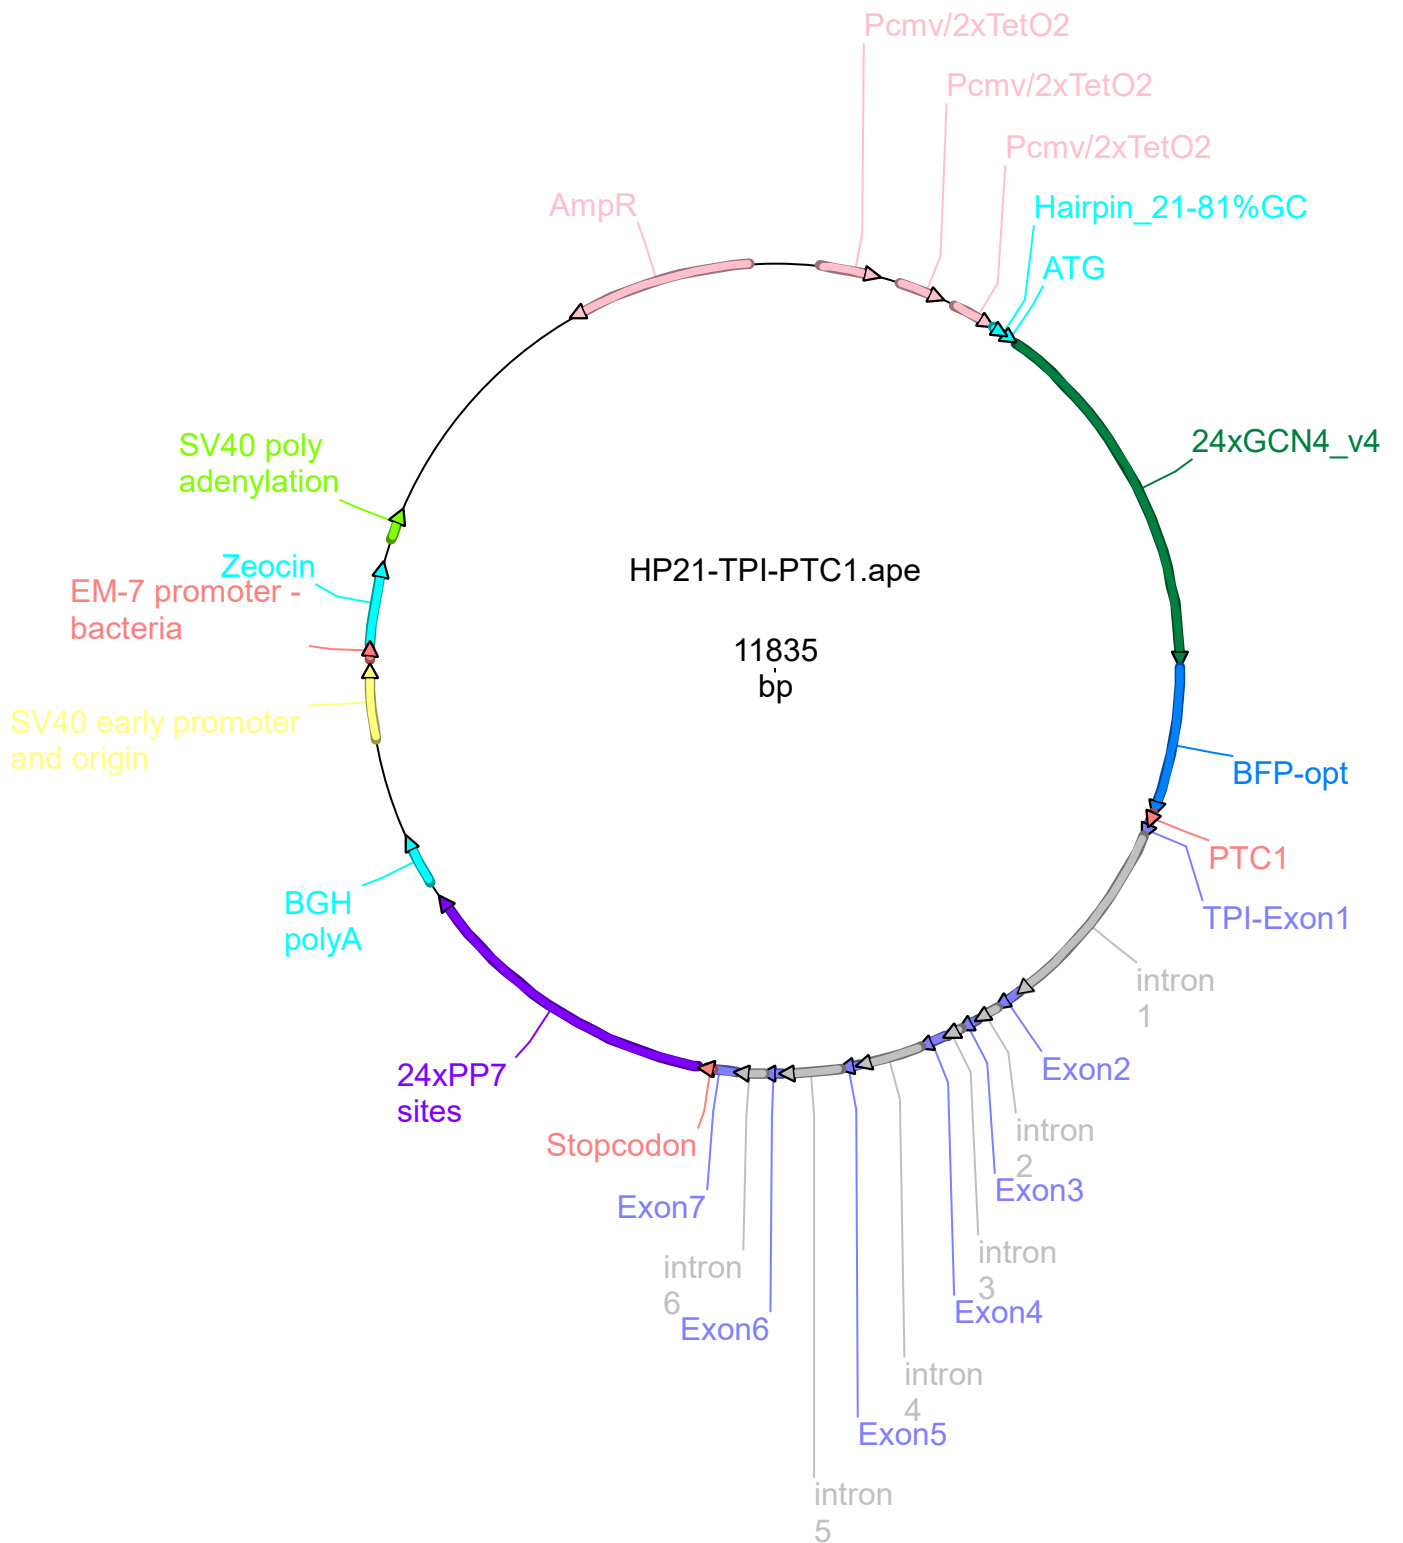 Pcmv/2xTetO2
Pcmv/2xTetO2
Pcmv/2xTetO2
AmpR
Hairpin_21-81%GC
ATG
24xGCN4_v4
SV40 poly
adenylation
Zeocin
EM-7 promoter -
bacteria
HP21-TPI-PTC1.ape
11835
bp
SV40 early promoter
and origin
BFP-opt
PTC1
TPI-Exon1
BGH
polyA
intron
1
Exon2
24xPP7
sites
intron
2
Stopcodon
Exon3
Exon7
intron
3
intron
6
Exon4
Exon6
intron
4
Exon5
intron
5